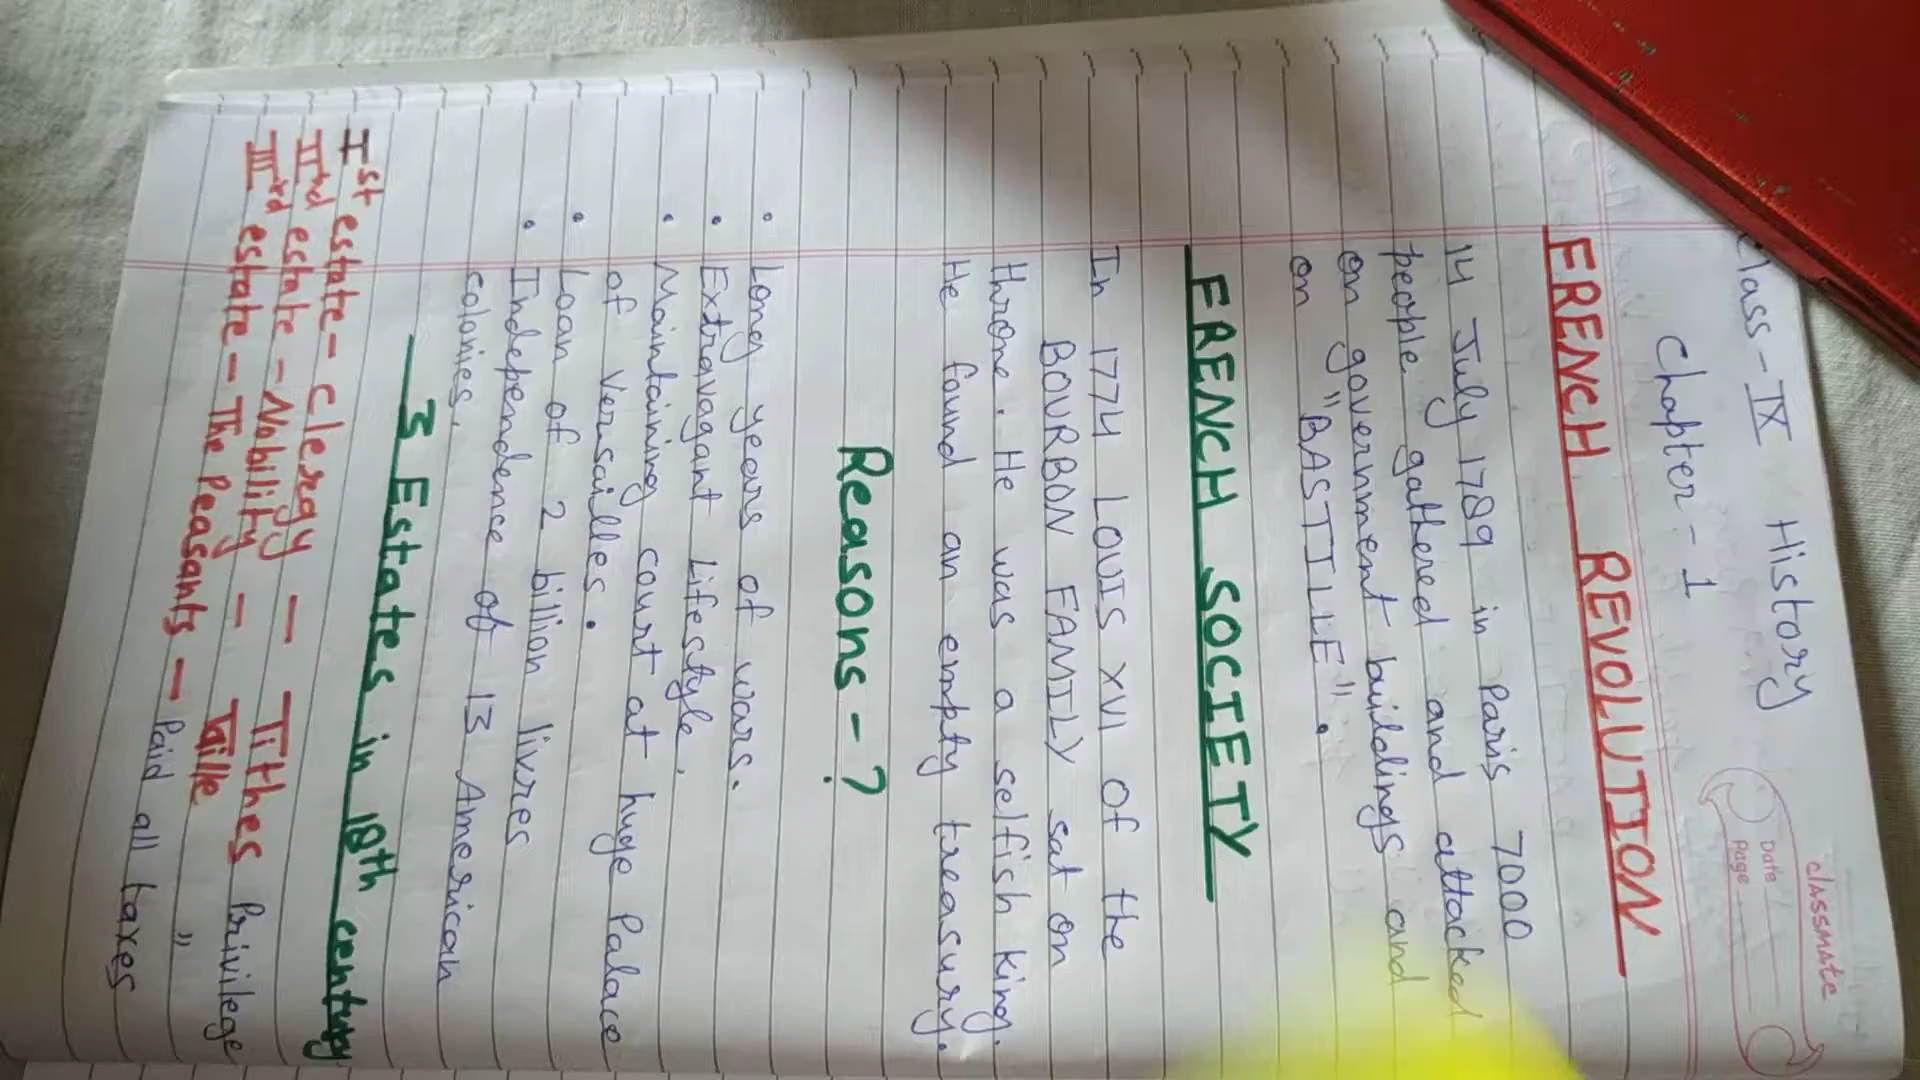 classmate
Date
Page
Class-IX History
Chapter-1
FRENCH REVOLUTION
14 July 1789 in Paris 7000
people gathered and attacked
on government buildings and
on "BASTILLE".
FRENCH SOCIETY
In 1774 LOUIS XVI Of the
BOURBON FAMILY sat on
throne. He was a selfish king.
He found an empty treasury.
Reasons-?
• Long years of wars.
• Extravagant Lifestyle.
• Maintaining court at huge Palace
of Versailles.
• Loan of 2 billion livres
• Independence of 13 American
colonies.
3 Estates in 18th century
Ist estate- Clergy - Tithes Privilege
IInd estate - Nobility - Taille "
IIIrd estate - The Peasants - Paid all taxes